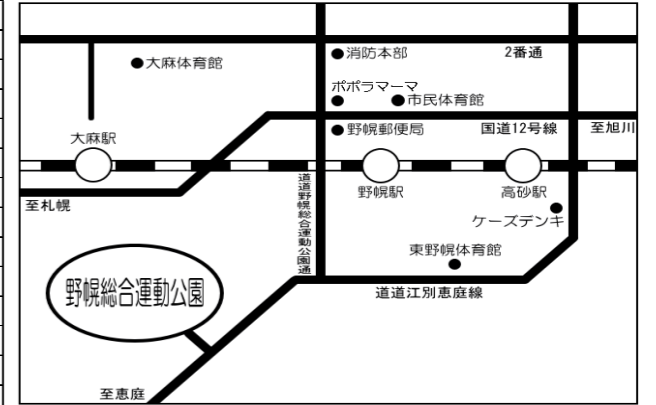 消防本部
2番通
大麻体育館
ポポラマーマ
市民体育館
野幌郵便局
国道12号線
至旭川
大麻駅
野幌駅
高砂駅
至札幌
道道野幌総合運動公園通
ケーズデンキ
東野幌体育館
野幌総合運動公園
道道江別恵庭線
至恵庭